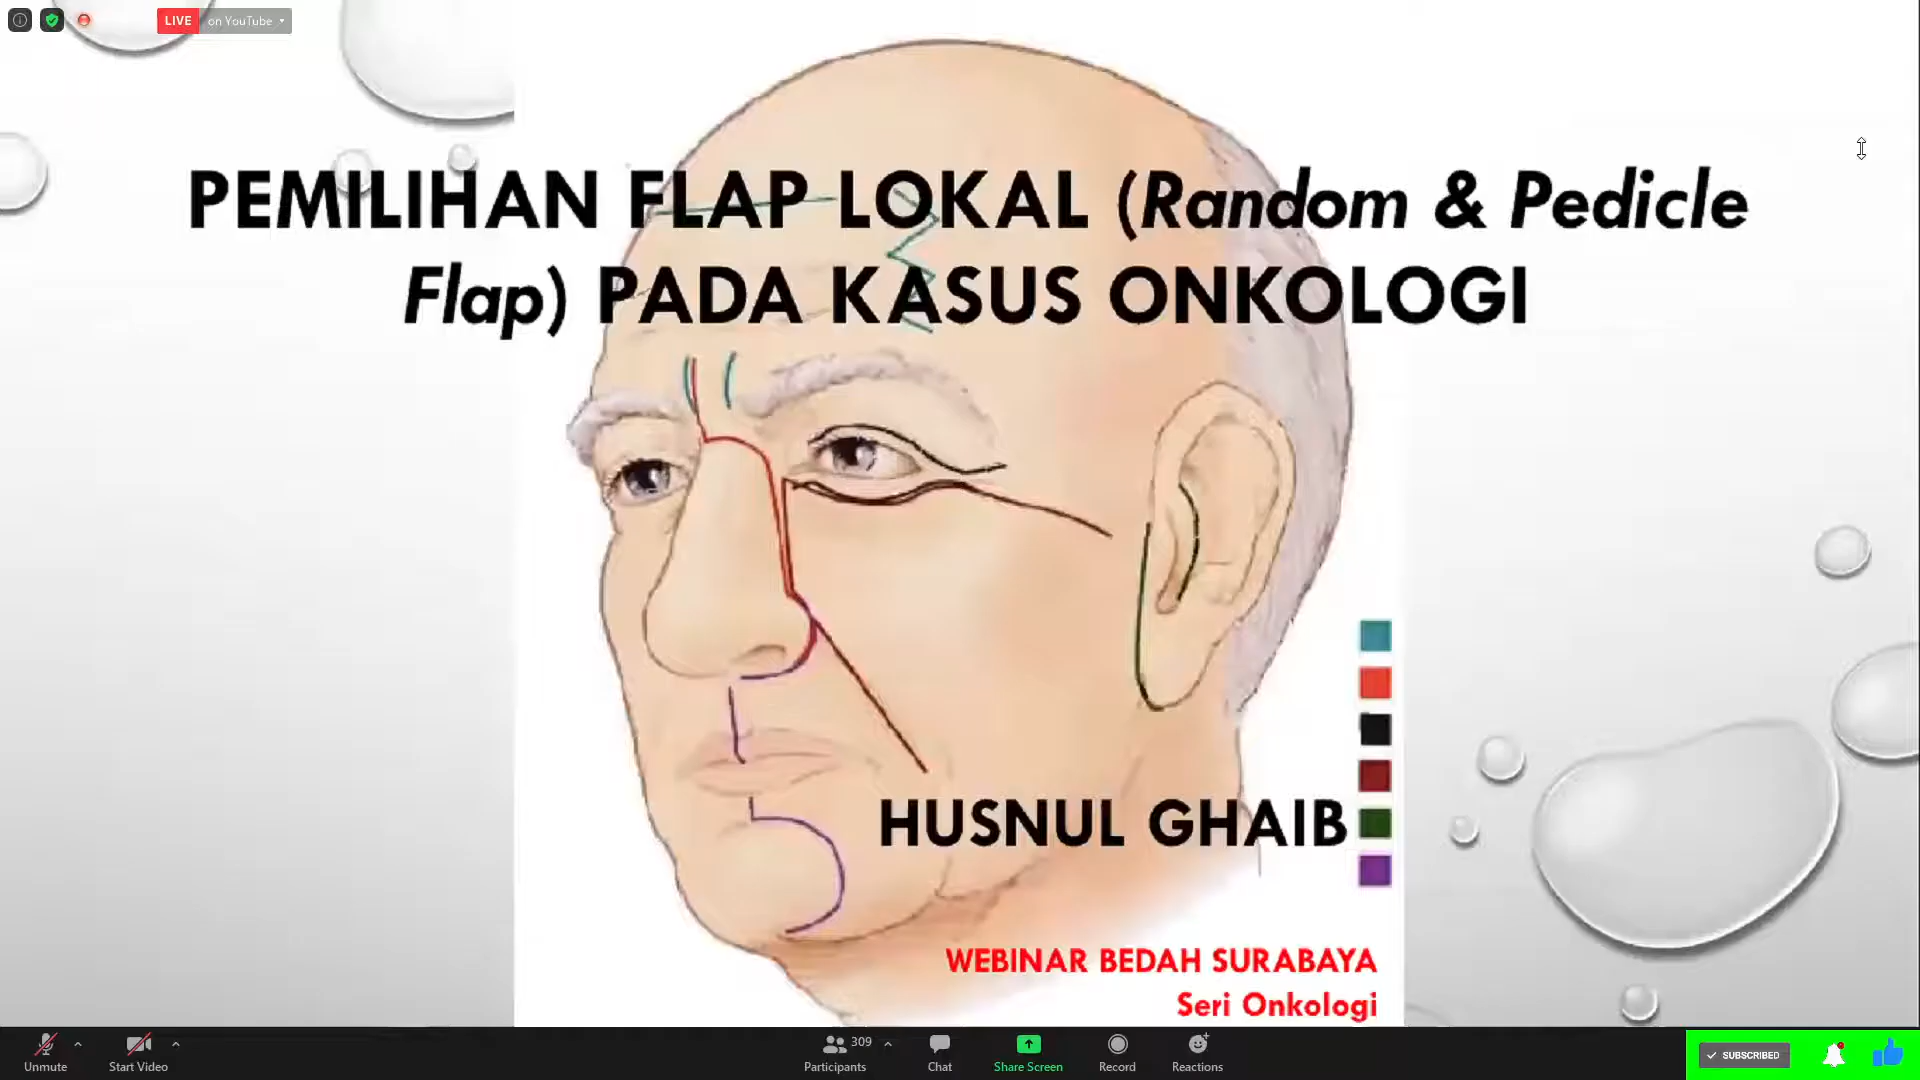 LIVE on YouTube
PEMILIHAN FLAP LOKAL (Random & Pedicle
Flap) PADA KASUS ONKOLOGI
HUSNUL GHAIB
WEBINAR BEDAH SURABAYA
Seri Onkologi
Unmute
Start Video
Participants 309
Chat
Share Screen
Record
Reactions
SUBSCRIBED